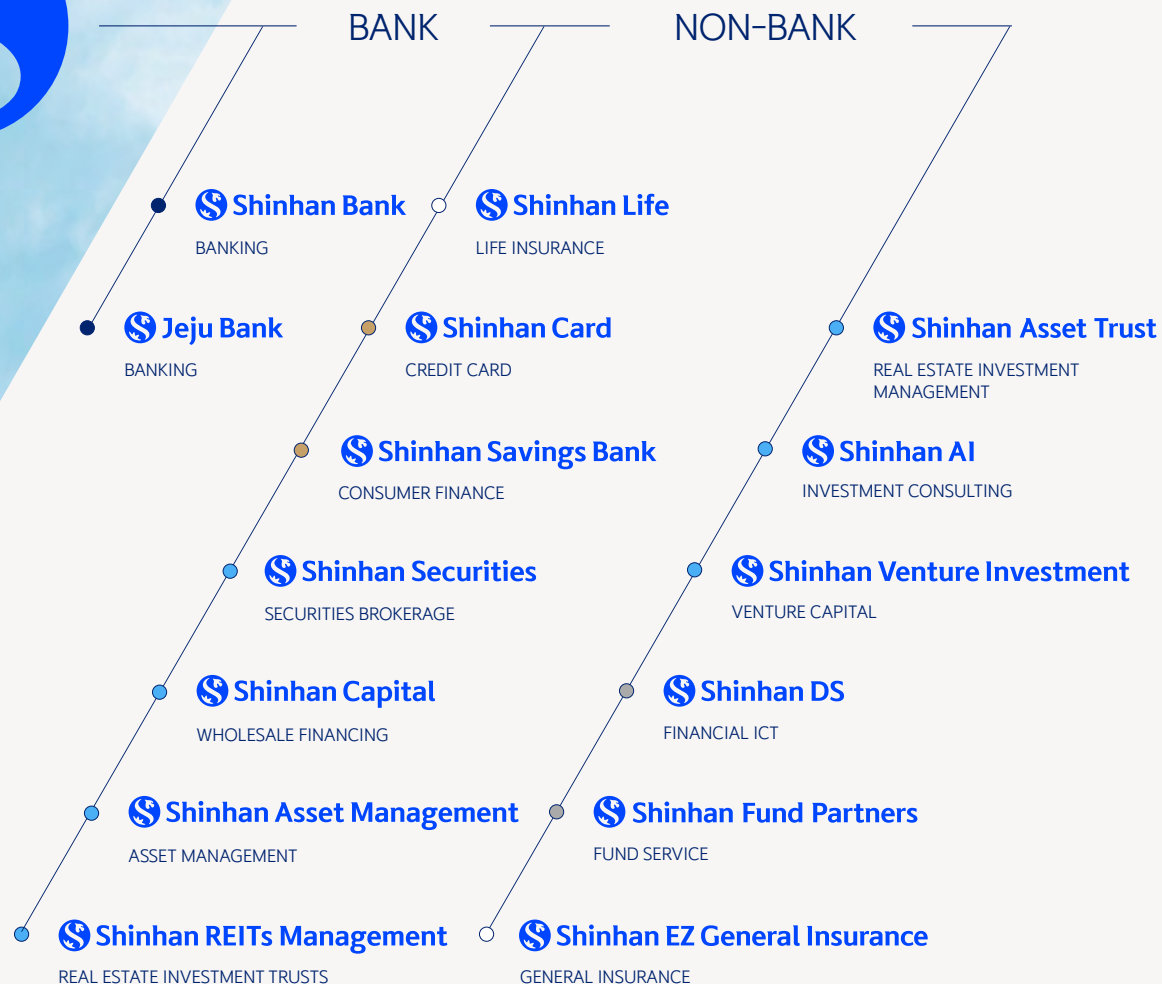 BANK
NON-BANK
Shinhan Bank
BANKING
Jeju Bank
BANKING
Shinhan Life
LIFE INSURANCE
Shinhan Card
CREDIT CARD
Shinhan Savings Bank
CONSUMER FINANCE
Shinhan Securities
SECURITIES BROKERAGE
Shinhan Capital
WHOLESALE FINANCING
Shinhan Asset Management
ASSET MANAGEMENT
Shinhan REITs Management
REAL ESTATE INVESTMENT TRUSTS
Shinhan Asset Trust
REAL ESTATE INVESTMENT
MANAGEMENT
Shinhan AI
INVESTMENT CONSULTING
Shinhan Venture Investment
VENTURE CAPITAL
Shinhan DS
FINANCIAL ICT
Shinhan Fund Partners
FUND SERVICE
Shinhan EZ General Insurance
GENERAL INSURANCE